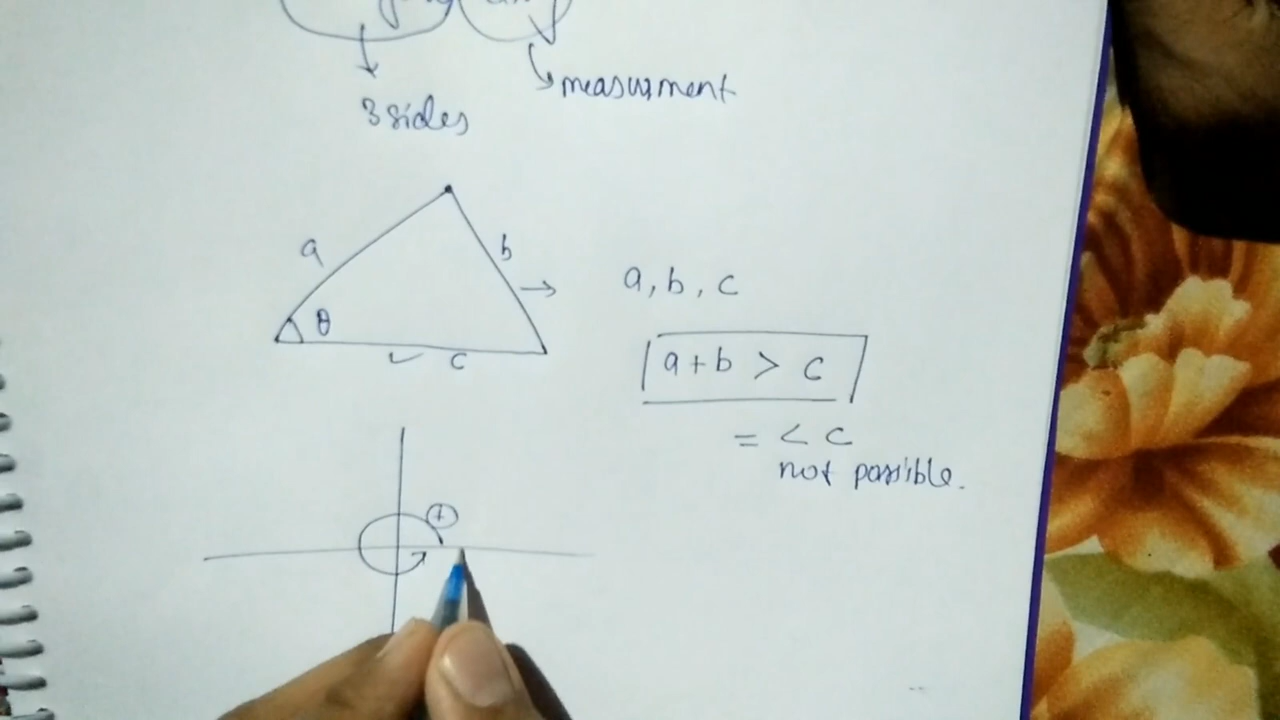 measurment
3 sides
a
b
θ
c
a, b, c
a + b > c
= < c
not possible.
+